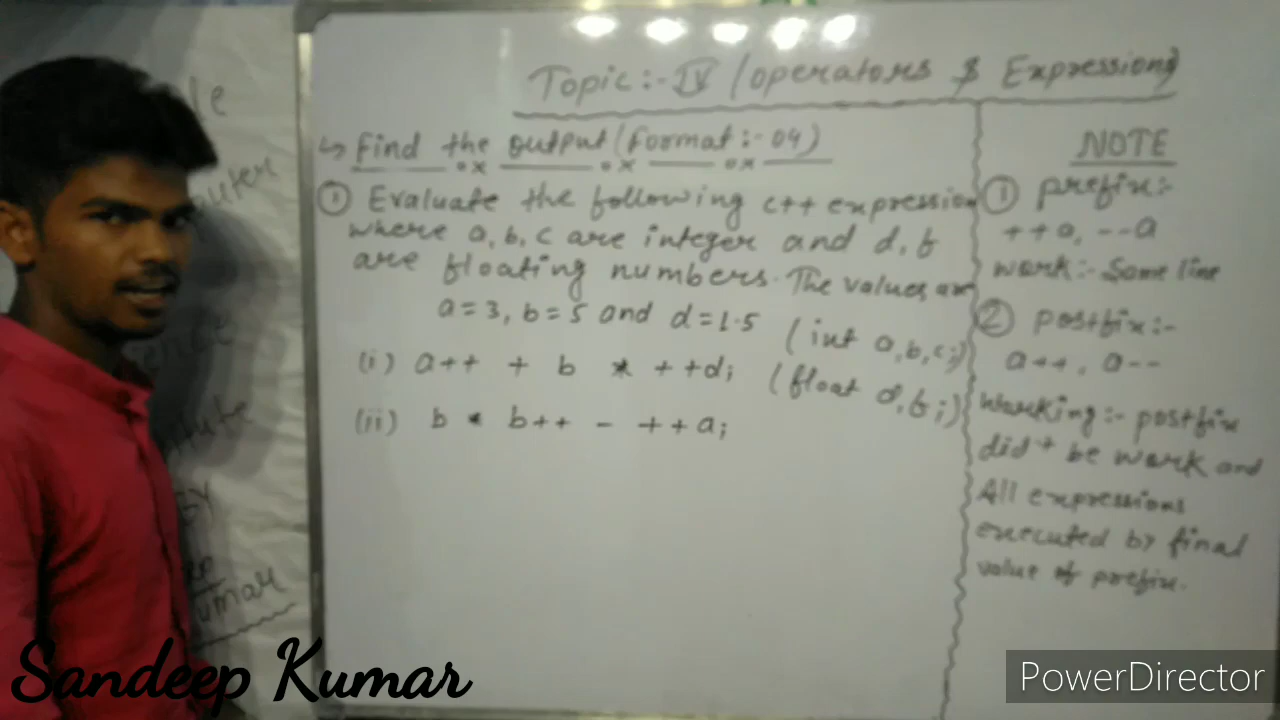 Topic:- IV / operators & Expressions
↳ Find the output (format:- 04)
① Evaluate the following c++ expression
where a, b, c are integer and d, f
are floating numbers. The values are
a = 3, b = 5 and d = 1.5
(int a, b, c;)
(i) a++ + b * ++d;
(float d, f;)
(ii) b * b++ - ++a;
NOTE
① prefix:-
++a, --a
work:- Same line
② postfix:-
a++, a--
Working:- postfix
did't be work and
All expressions
executed by final
value of prefix.
umar
Sandeep Kumar
PowerDirector